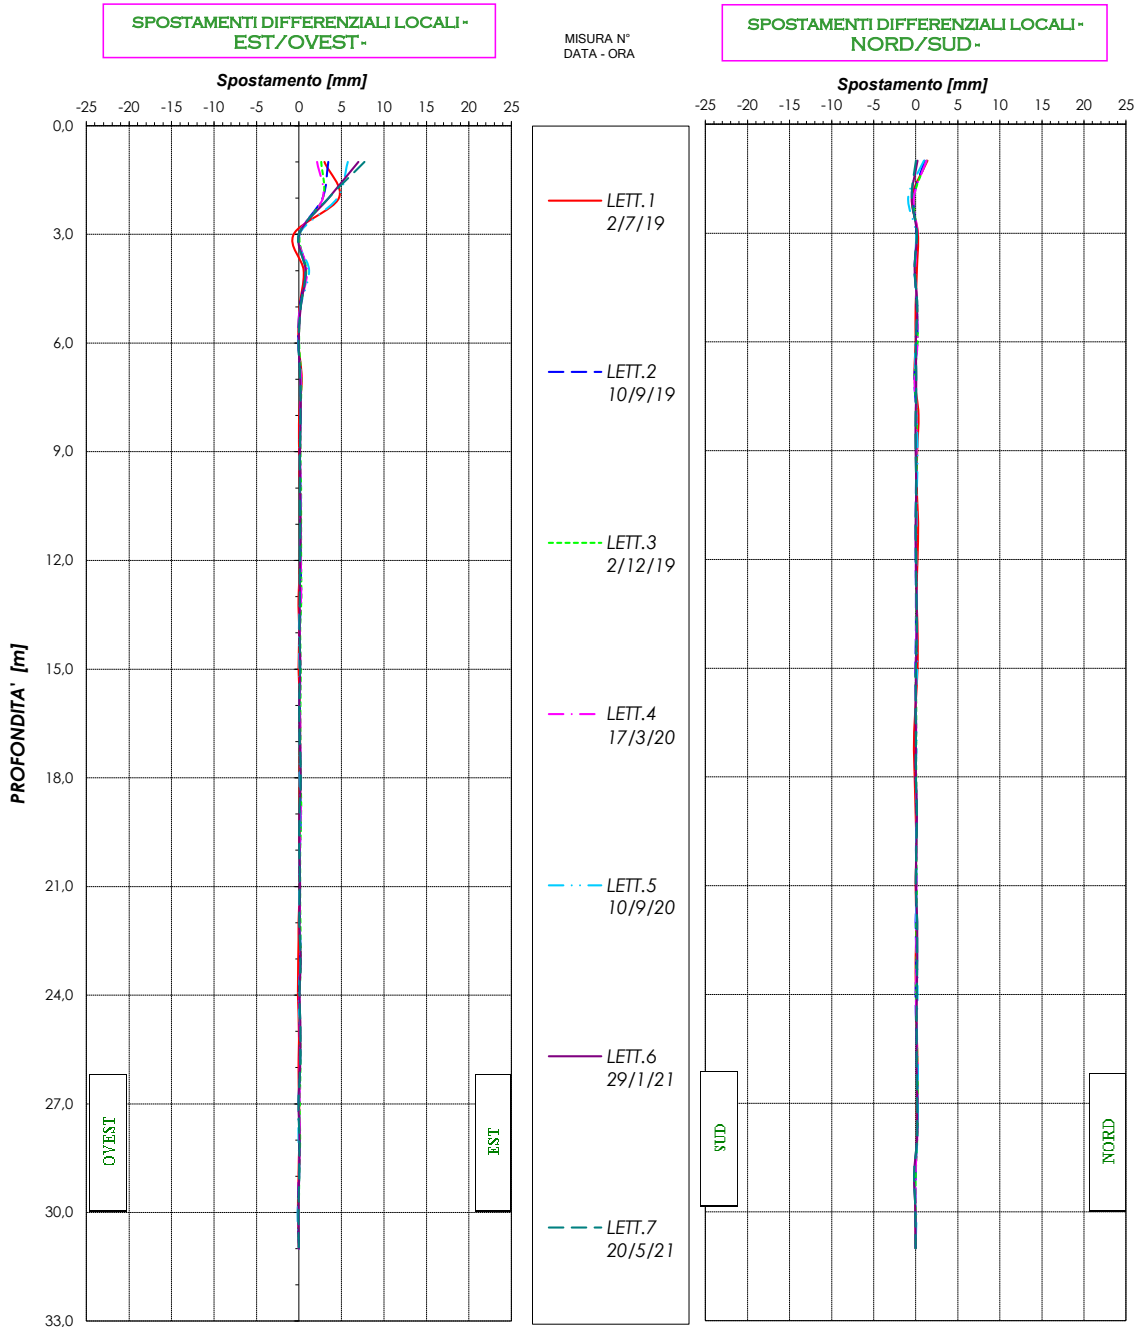 SPOSTAMENTI DIFFERENZIALI LOCALI -
EST/OVEST -
Spostamento [mm]
-25 -20 -15 -10 -5 0 5 10 15 20 25
MISURA N°
DATA - ORA
SPOSTAMENTI DIFFERENZIALI LOCALI -
NORD/SUD -
Spostamento [mm]
-25 -20 -15 -10 -5 0 5 10 15 20 25
PROFONDITA' [m]
0,0
3,0
6,0
9,0
12,0
15,0
18,0
21,0
24,0
27,0
30,0
33,0
LETT.1
2/7/19
LETT.2
10/9/19
LETT.3
2/12/19
LETT.4
17/3/20
LETT.5
10/9/20
LETT.6
29/1/21
LETT.7
20/5/21
OVEST
EST
SUD
NORD